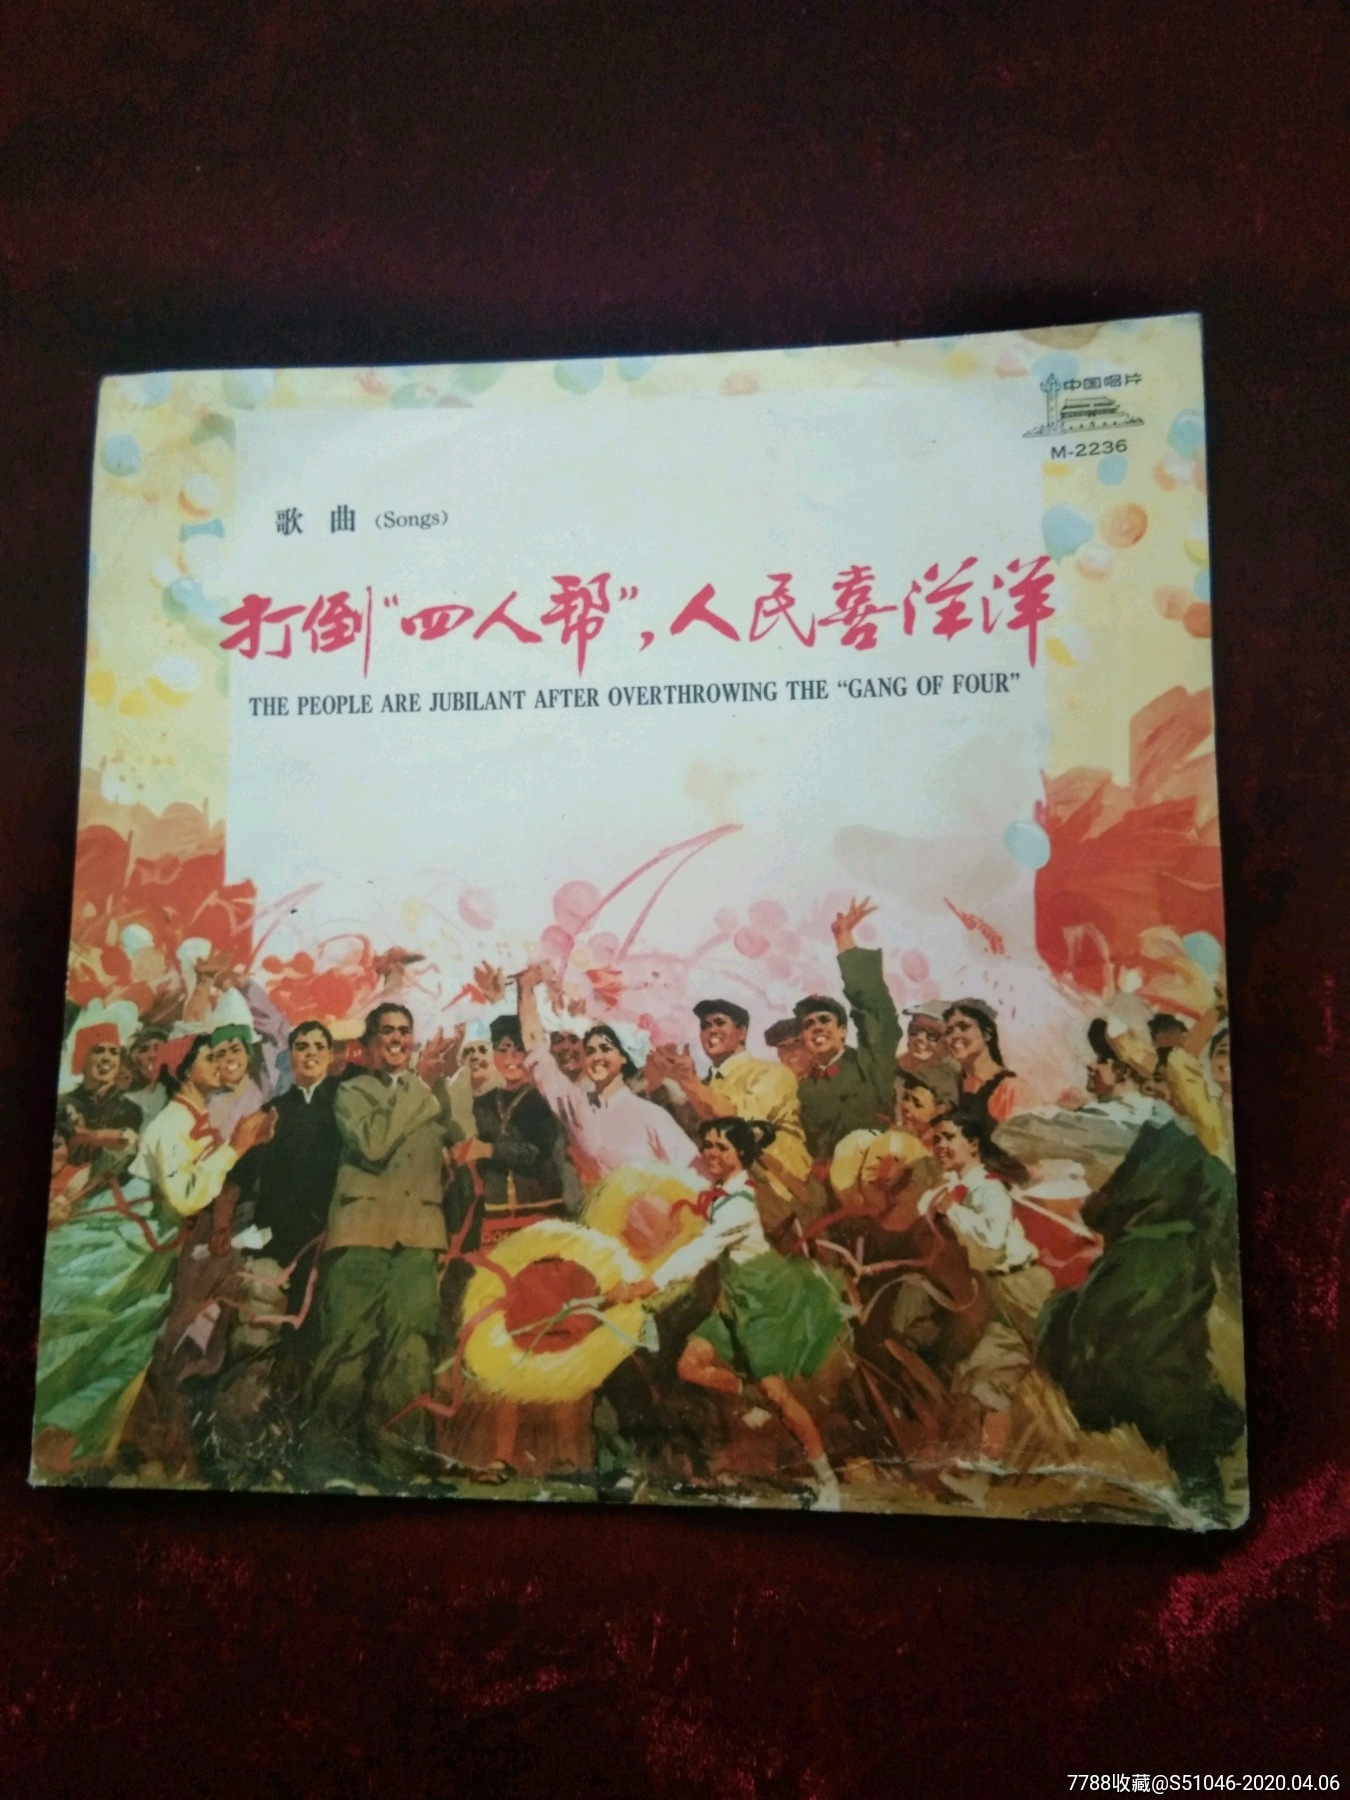 中国唱片
M-2236
歌 曲 (Songs)
打倒“四人帮”，人民喜洋洋
THE PEOPLE ARE JUBILANT AFTER OVERTHROWING THE “GANG OF FOUR”
7788收藏@S51046-2020.04.06